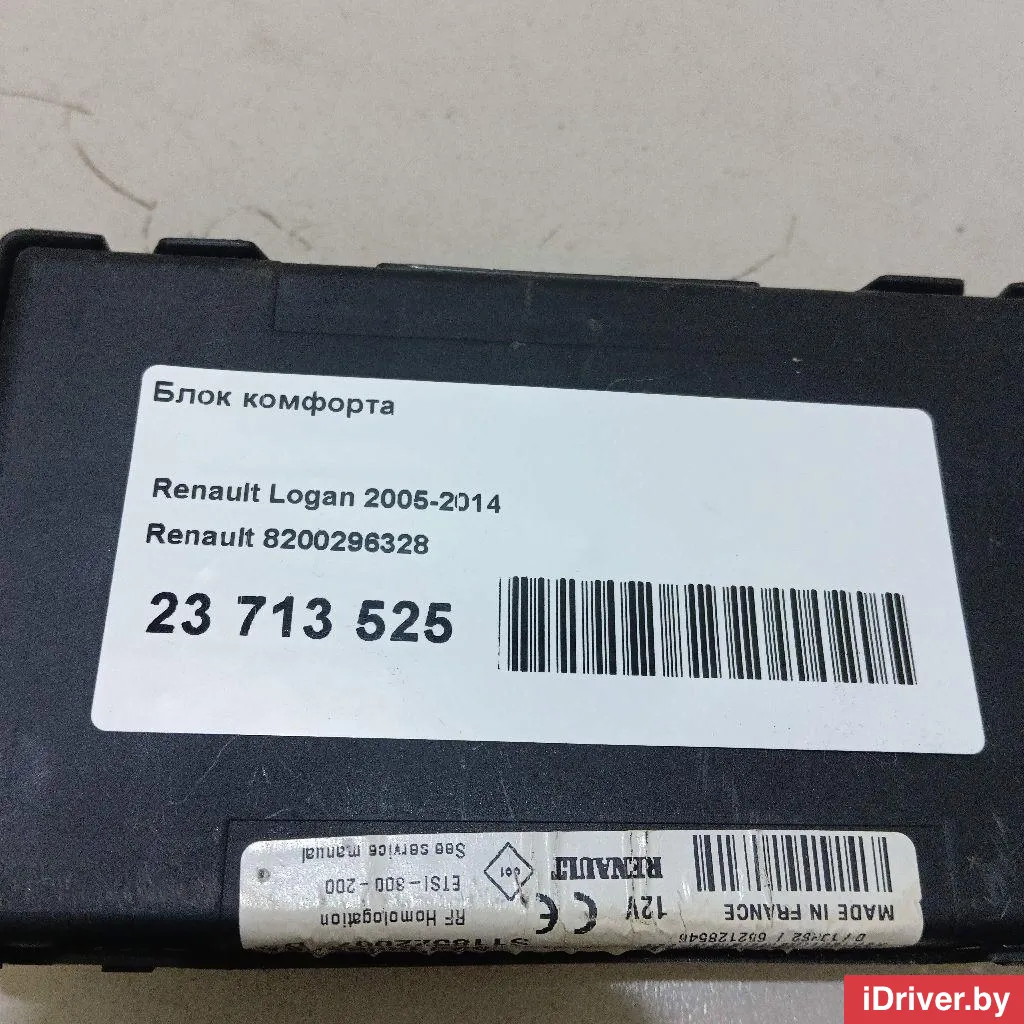 Блок комфорта
Renault Logan 2005-2014
Renault 8200296328
23 713 525
MADE IN FRANCE
12V CE
RENAULT
RF Homologation
ETSI-300-200
See service manual
iDriver.by